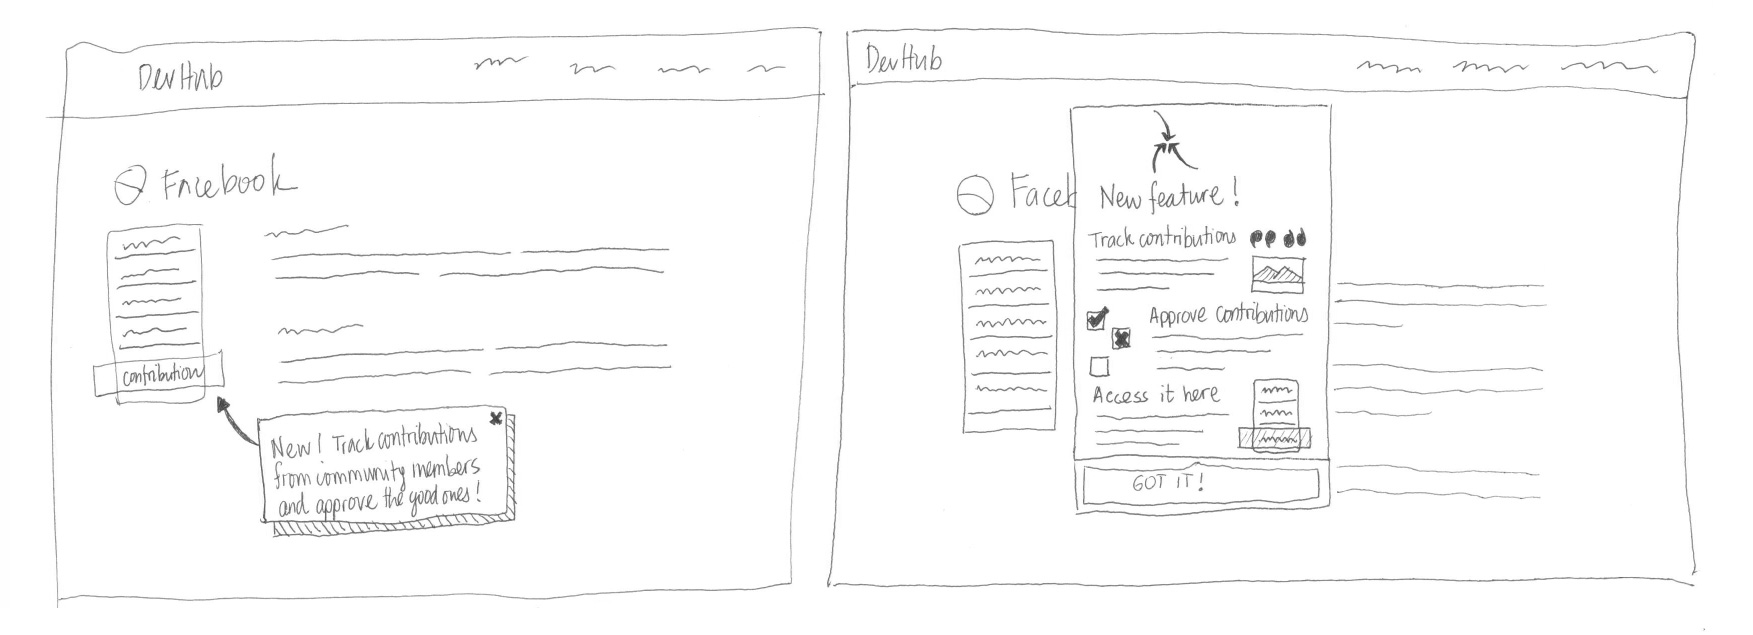 DevHub
Facebook
contribution
New! Track contributions
from community members
and approve the good ones!
DevHub
Faceb
New feature!
Track contributions
Approve contributions
Access it here
GOT IT!